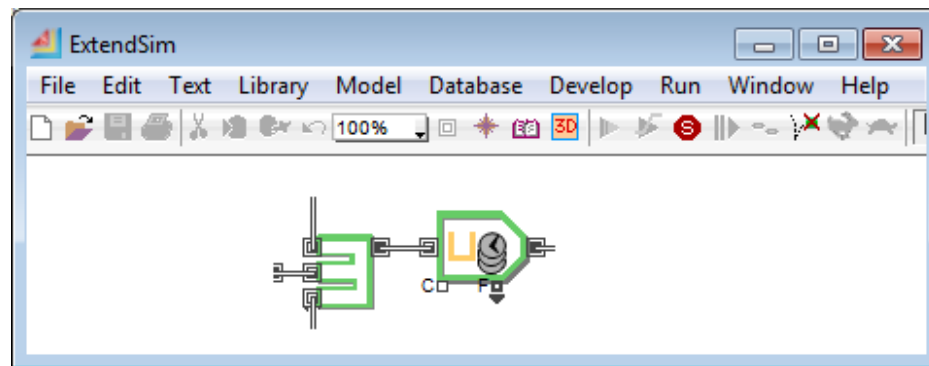 ExtendSim
File Edit Text Library Model Database Develop Run Window Help
100% 3D S
C F